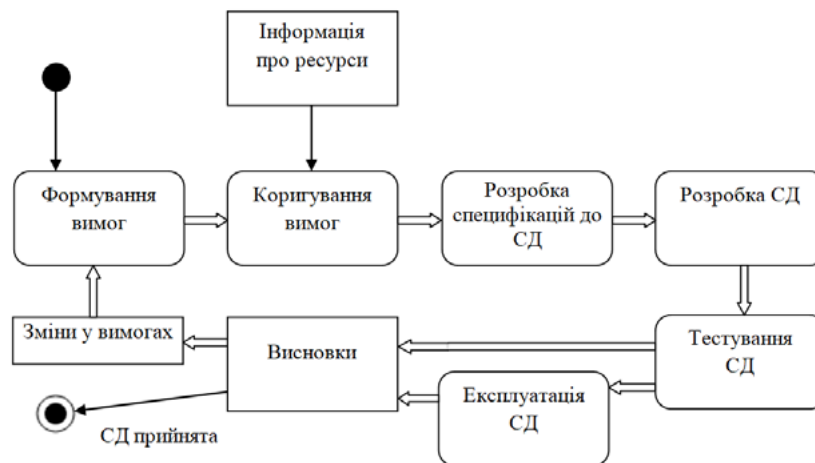 Інформація
про ресурси
Формування
вимог
Коригування
вимог
Розробка
специфікацій до
СД
Розробка СД
Зміни у вимогах
Висновки
Тестування
СД
Експлуатація
СД
СД прийнята